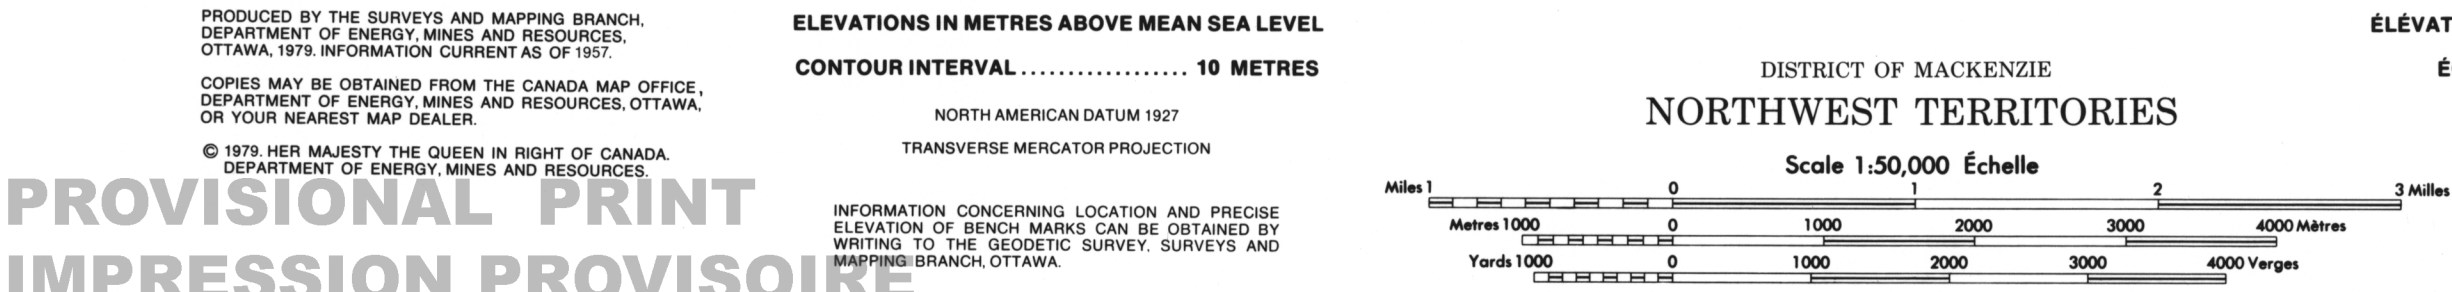 PRODUCED BY THE SURVEYS AND MAPPING BRANCH,
DEPARTMENT OF ENERGY, MINES AND RESOURCES,
OTTAWA, 1979. INFORMATION CURRENT AS OF 1957.
COPIES MAY BE OBTAINED FROM THE CANADA MAP OFFICE,
DEPARTMENT OF ENERGY, MINES AND RESOURCES, OTTAWA,
OR YOUR NEAREST MAP DEALER.
© 1979. HER MAJESTY THE QUEEN IN RIGHT OF CANADA.
DEPARTMENT OF ENERGY, MINES AND RESOURCES.
PROVISIONAL PRINT
IMPRESSION PROVISOIRE
ELEVATIONS IN METRES ABOVE MEAN SEA LEVEL
CONTOUR INTERVAL .................. 10 METRES
NORTH AMERICAN DATUM 1927
TRANSVERSE MERCATOR PROJECTION
INFORMATION CONCERNING LOCATION AND PRECISE
ELEVATION OF BENCH MARKS CAN BE OBTAINED BY
WRITING TO THE GEODETIC SURVEY. SURVEYS AND
MAPPING BRANCH, OTTAWA.
DISTRICT OF MACKENZIE
NORTHWEST TERRITORIES
Scale 1:50,000 Échelle
Miles 1 0 1 2 3 Milles
Metres 1000 0 1000 2000 3000 4000 Mètres
Yards 1000 0 1000 2000 3000 4000 Verges
ÉLÉVAT
É